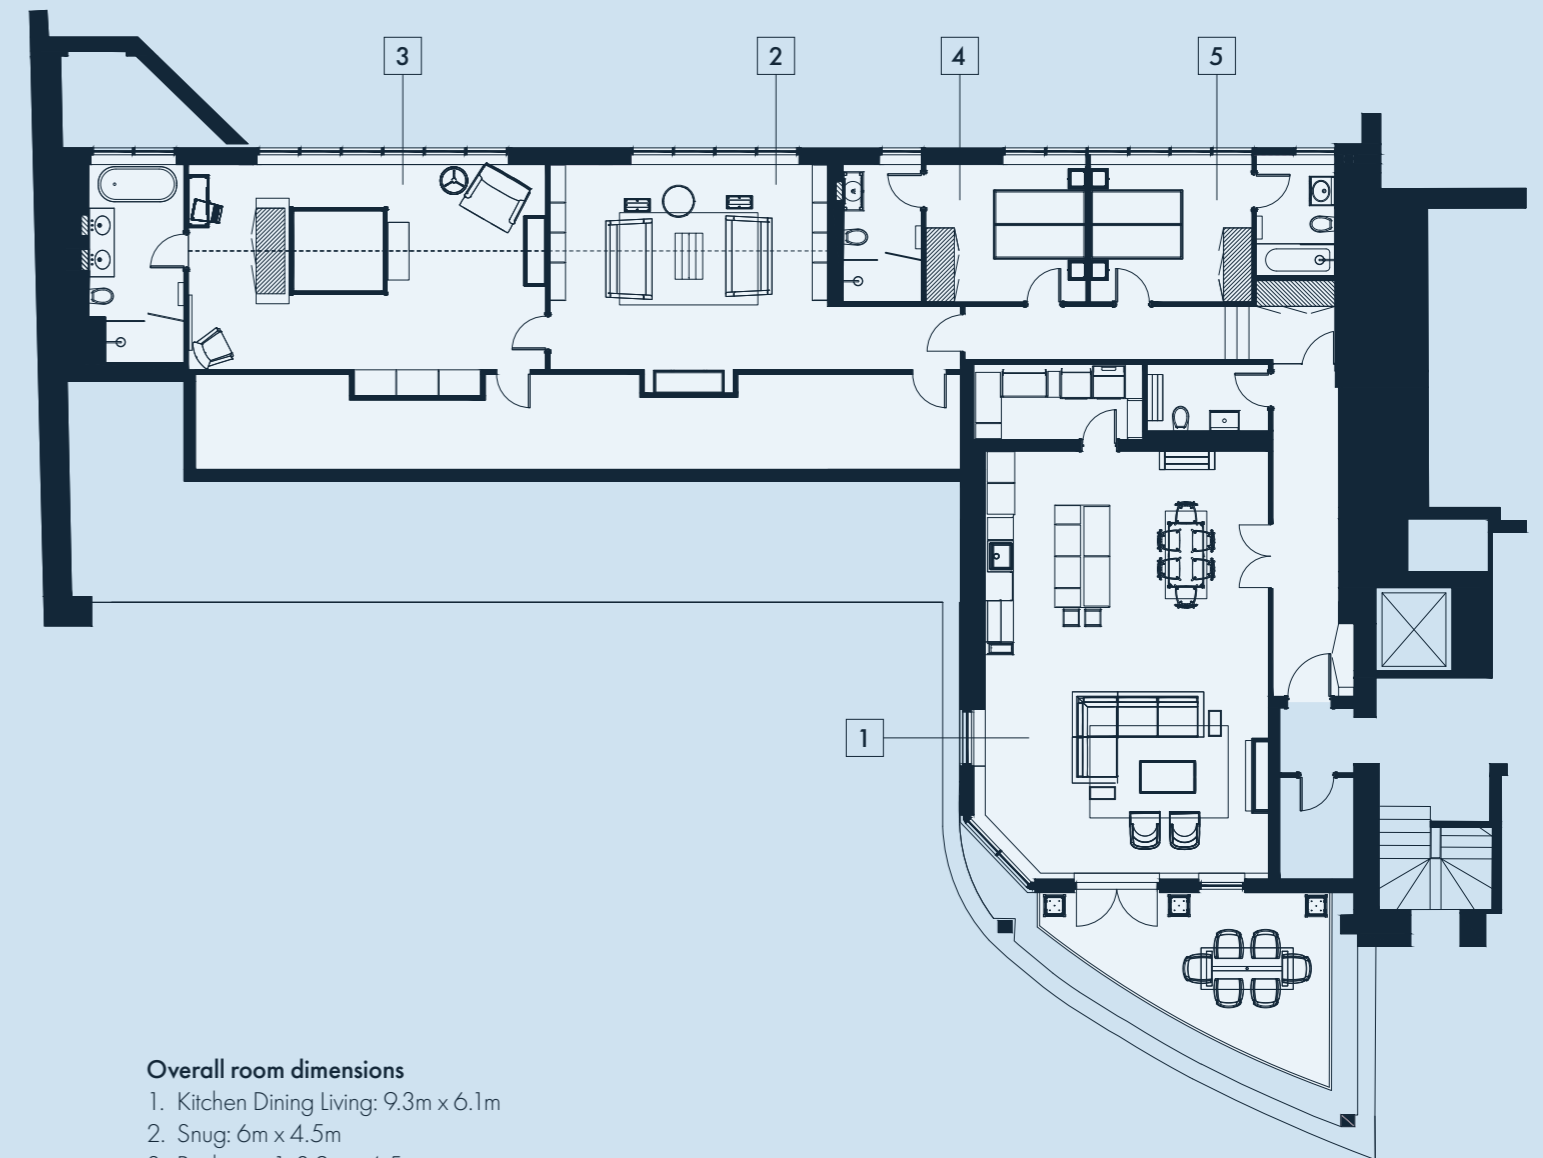 3
2
4
5
1
Overall room dimensions
1. Kitchen Dining Living: 9.3m x 6.1m
2. Snug: 6m x 4.5m